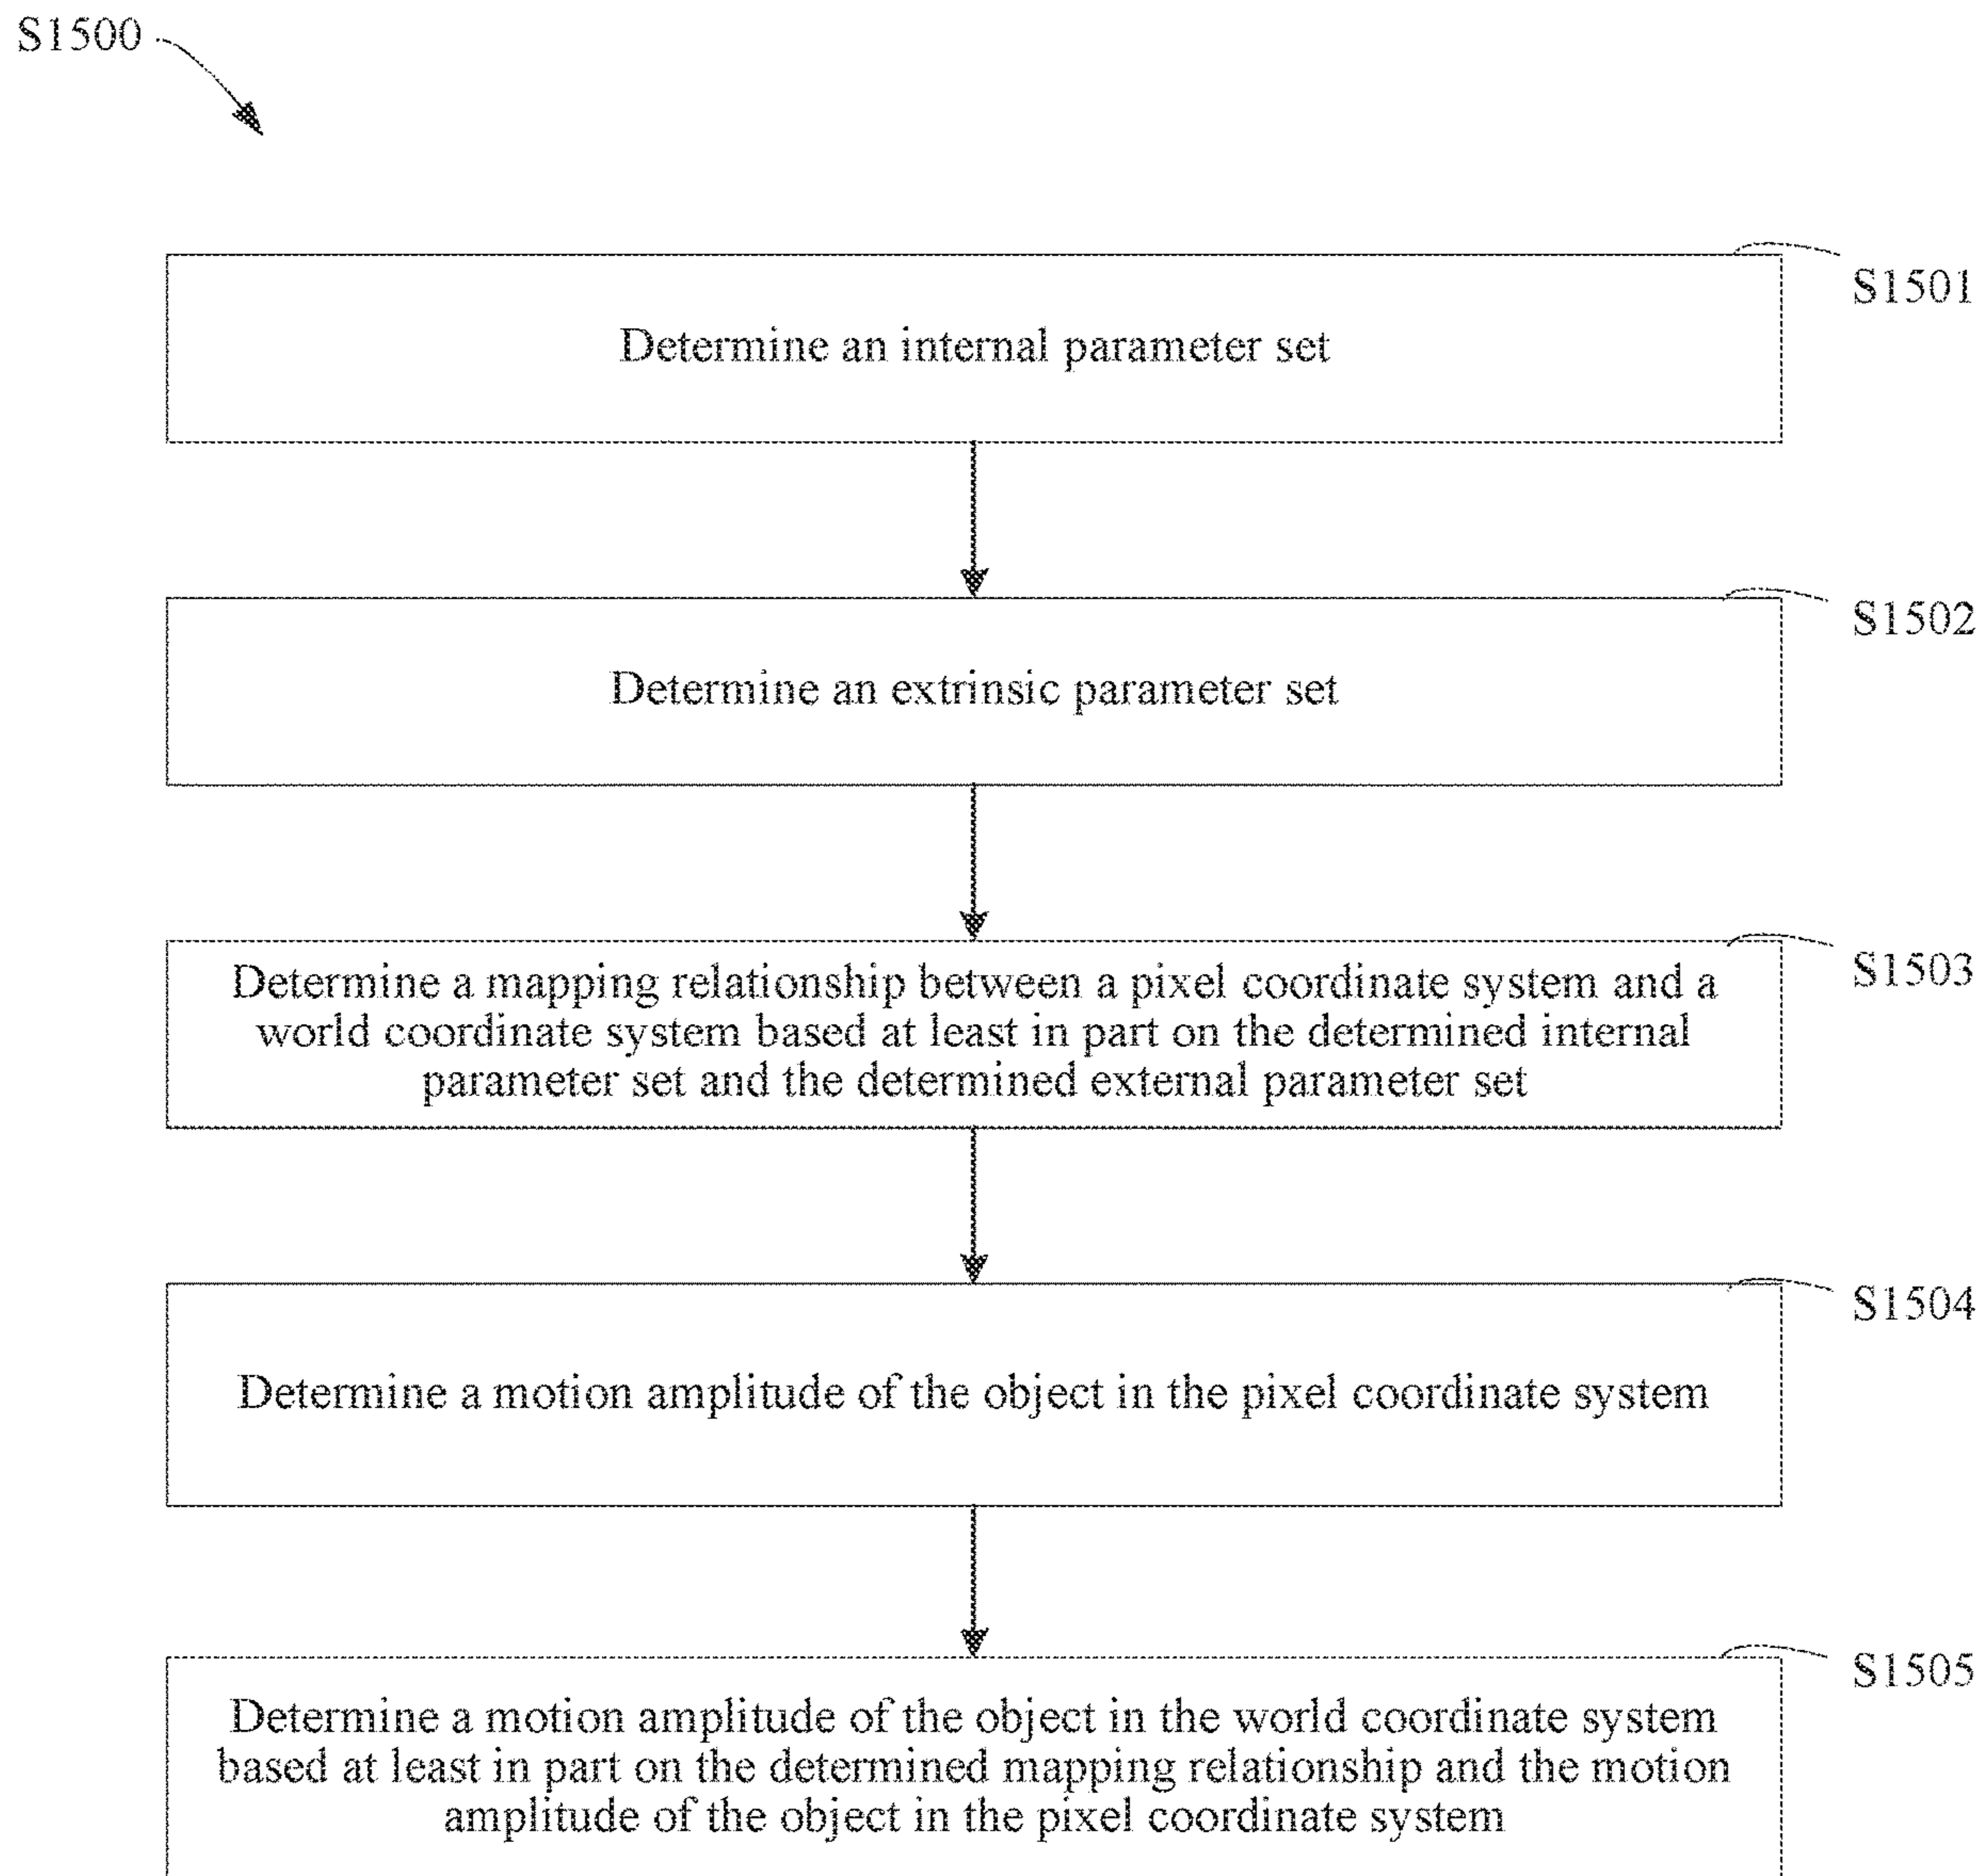 S1500
S1501
Determine an internal parameter set
S1502
Determine an extrinsic parameter set
S1503
Determine a mapping relationship between a pixel coordinate system and a
world coordinate system based at least in part on the determined internal
parameter set and the determined external parameter set
S1504
Determine a motion amplitude of the object in the pixel coordinate system
S1505
Determine a motion amplitude of the object in the world coordinate system
based at least in part on the determined mapping relationship and the motion
amplitude of the object in the pixel coordinate system